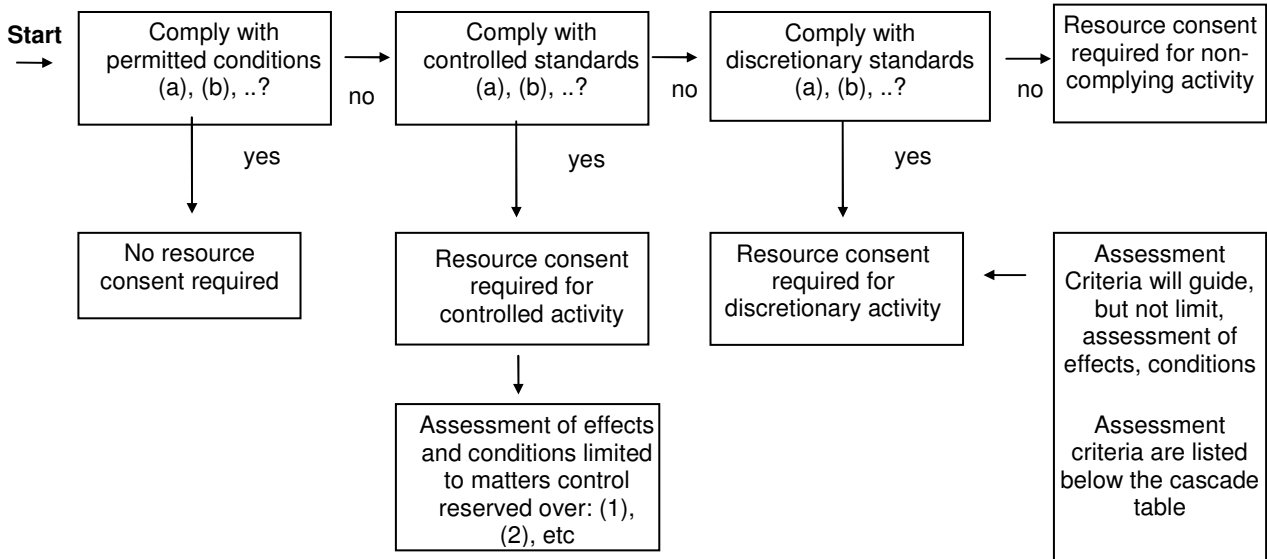 Start
Comply with
permitted conditions
(a), (b), ..?
no
Comply with
controlled standards
(a), (b), ..?
no
Comply with
discretionary standards
(a), (b), ..?
no
Resource consent
required for non-
complying activity
yes
yes
yes
No resource
consent required
Resource consent
required for
controlled activity
Resource consent
required for
discretionary activity
Assessment
Criteria will guide,
but not limit,
assessment of
effects, conditions
Assessment
criteria are listed
below the cascade
table
Assessment of effects
and conditions limited
to matters control
reserved over: (1),
(2), etc